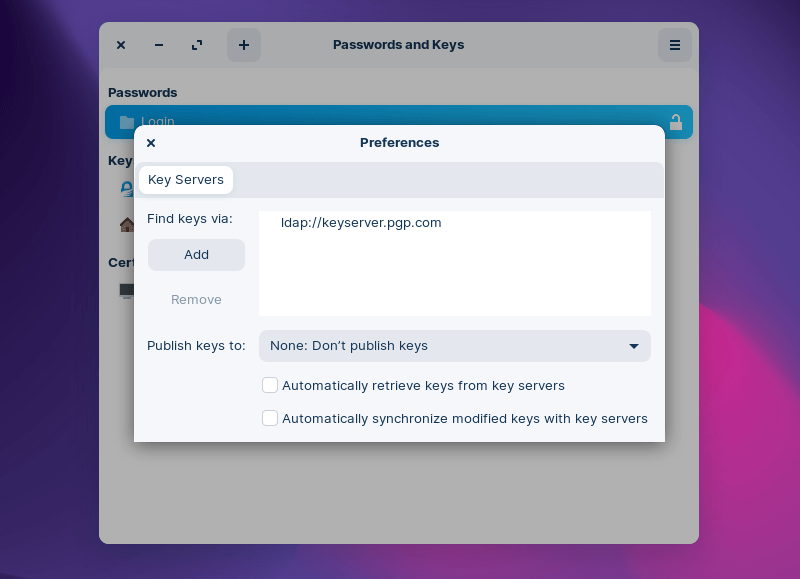 Passwords and Keys
Passwords
Login
Preferences
Key
Key Servers
Find keys via:
ldap://keyserver.pgp.com
Add
Cert
Remove
Publish keys to:
None: Don’t publish keys
Automatically retrieve keys from key servers
Automatically synchronize modified keys with key servers